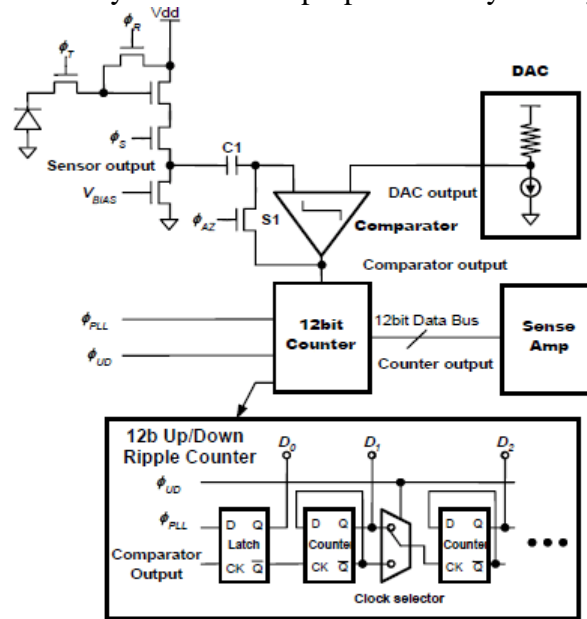 Vdd
ϕR
ϕT
DAC
ϕS
C1
Sensor output
DAC output
VBIAS
S1
ϕAZ
Comparator
Comparator output
ϕPLL
12bit Counter
12bit Data Bus
Sense Amp
ϕUD
Counter output
12b Up/Down Ripple Counter
D0
D1
D2
ϕUD
ϕPLL
D Q
D Q
D Q
Latch
Counter
Counter
Comparator Output
CK Q̅
CK Q̅
CK Q̅
Clock selector